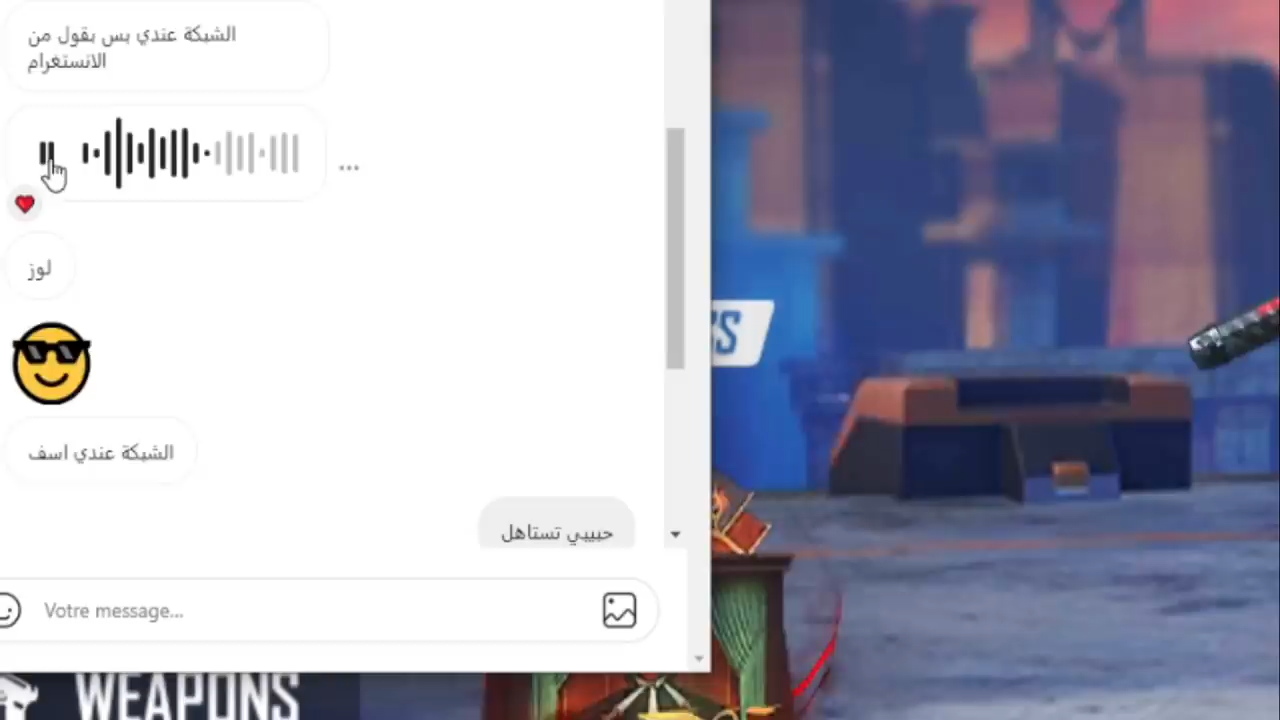 الشبكة عندي بس بقول من
الانستغرام
لوز
الشبكة عندي اسف
حبيبي تستاهل
Votre message...
WEAPONS